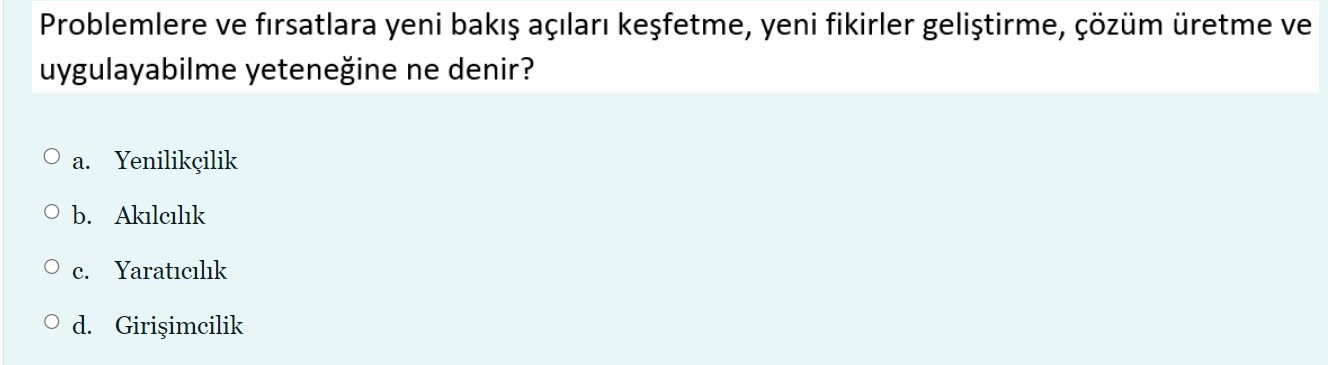 Problemlere ve fırsatlara yeni bakış açıları keşfetme, yeni fikirler geliştirme, çözüm üretme ve
uygulayabilme yeteneğine ne denir?
a. Yenilikçilik
b. Akılcılık
c. Yaratıcılık
d. Girişimcilik